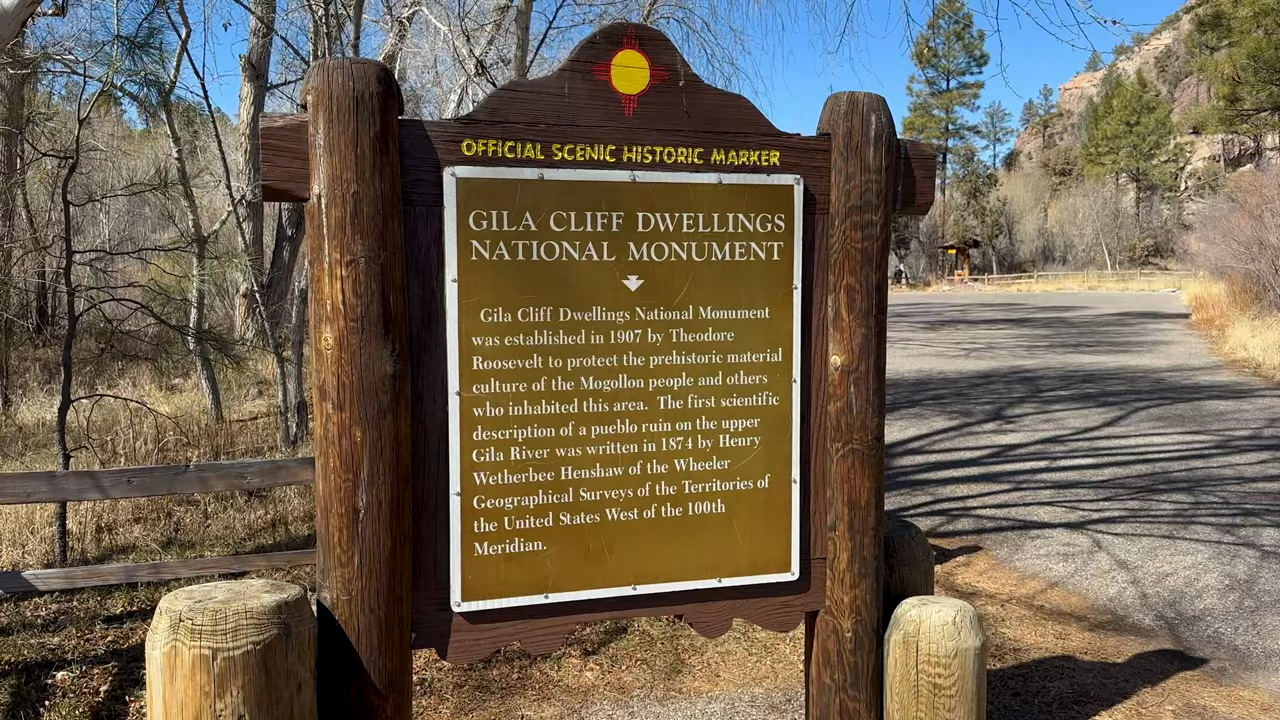 OFFICIAL SCENIC HISTORIC MARKER
GILA CLIFF DWELLINGS
NATIONAL MONUMENT
Gila Cliff Dwellings National Monument
was established in 1907 by Theodore
Roosevelt to protect the prehistoric material
culture of the Mogollon people and others
who inhabited this area. The first scientific
description of a pueblo ruin on the upper
Gila River was written in 1874 by Henry
Wetherbee Henshaw of the Wheeler
Geographical Surveys of the Territories of
the United States West of the 100th
Meridian.